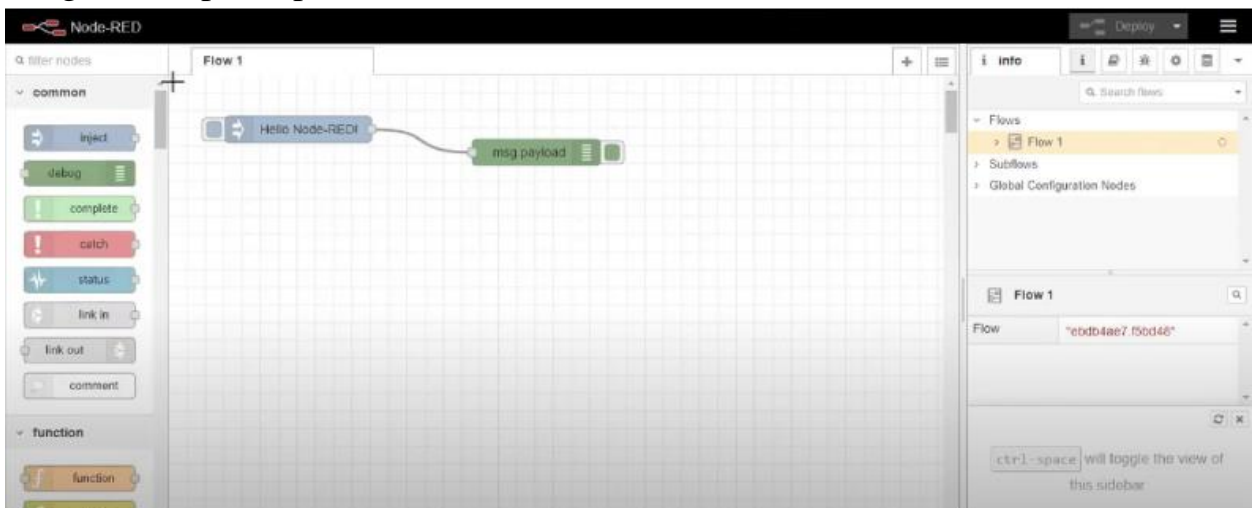 Node-RED
Deploy
filter nodes
Flow 1
i info
i
Search flows
common
inject
debug
complete
catch
status
link in
link out
comment
function
function
Hello Node-RED!
msg.payload
Flows
Flow 1
Subflows
Global Configuration Nodes
Flow 1
Flow
"ebdb4ae7.f5bd48"
ctrl-space will toggle the view of
this sidebar